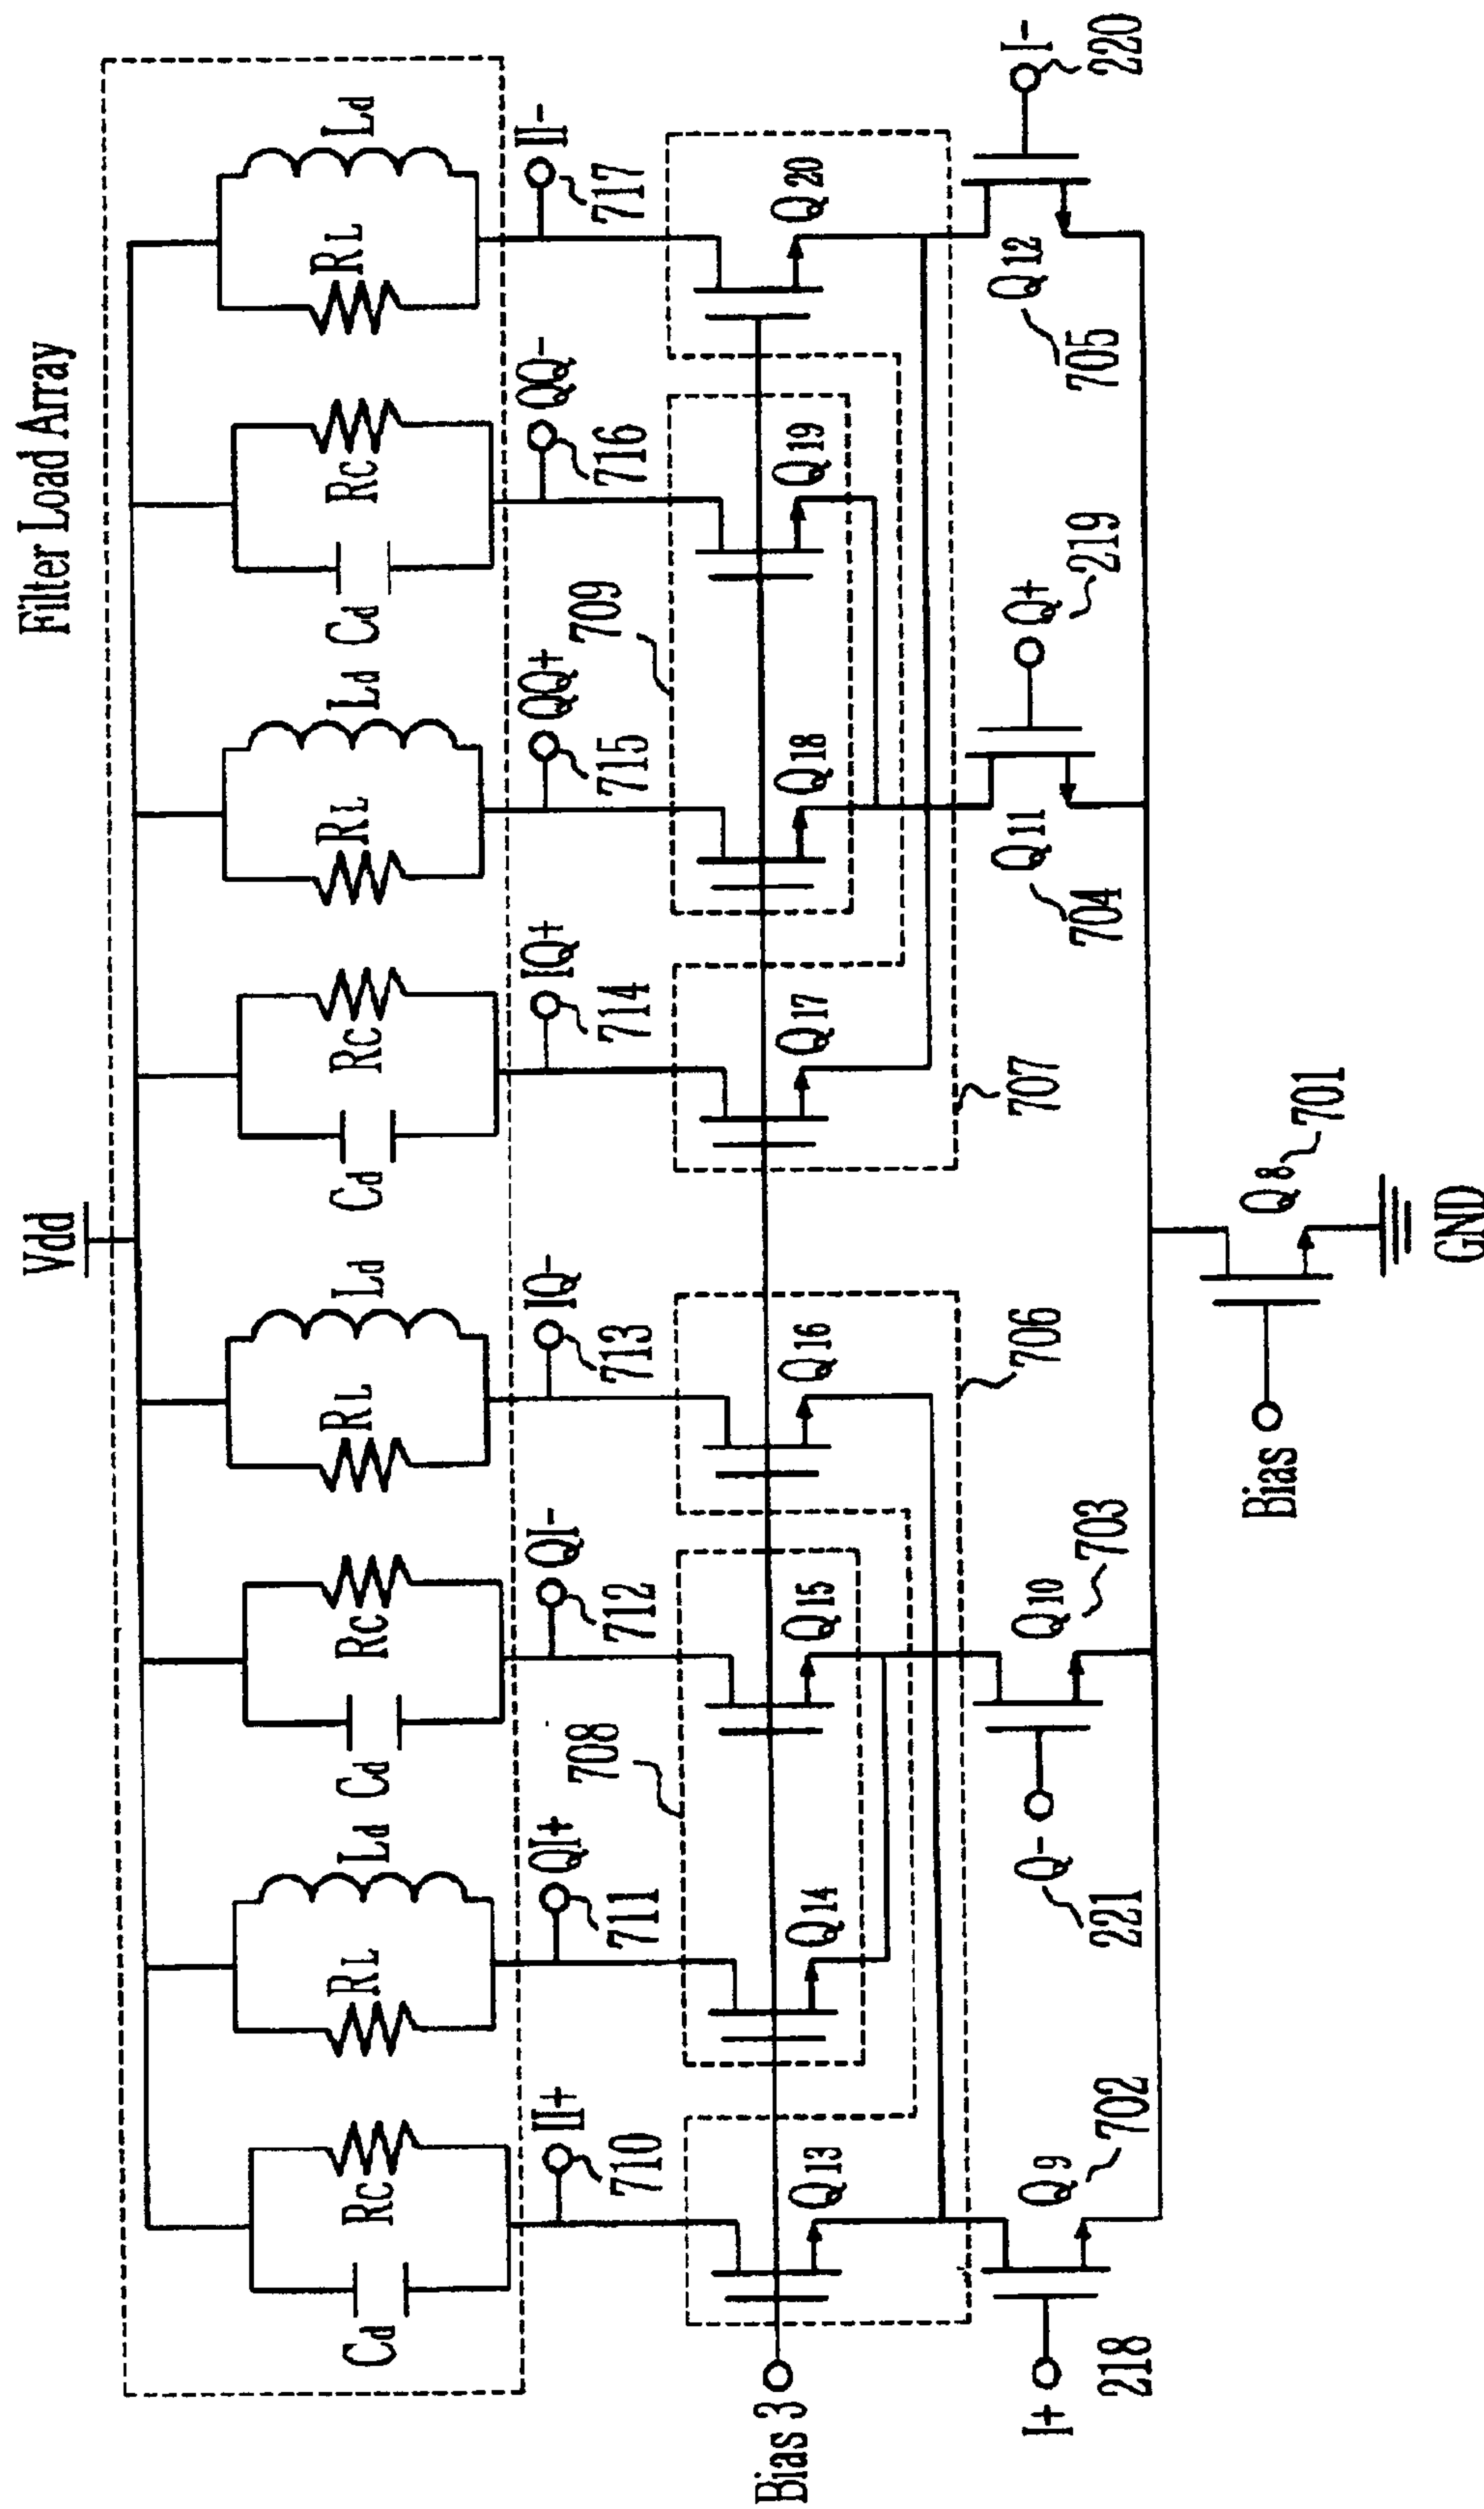 Filter Load Array
Vdd
Cd RC RL Ld Cd RC RL Ld Cd RC RL Ld Cd RC RL Ld
II+ QI+ QI- IQ- IQ+ QQ+ QQ- II-
710 711 712 713 714 715 716 717
708 709
Bias 3
Q13 Q14 Q15 Q16 Q17 Q18 Q19 Q20
706 707
I+ Q- Q+ I-
218 221 219 220
Q9 Q10 Q11 Q12
702 703 704 705
Bias
Q8
701
GND